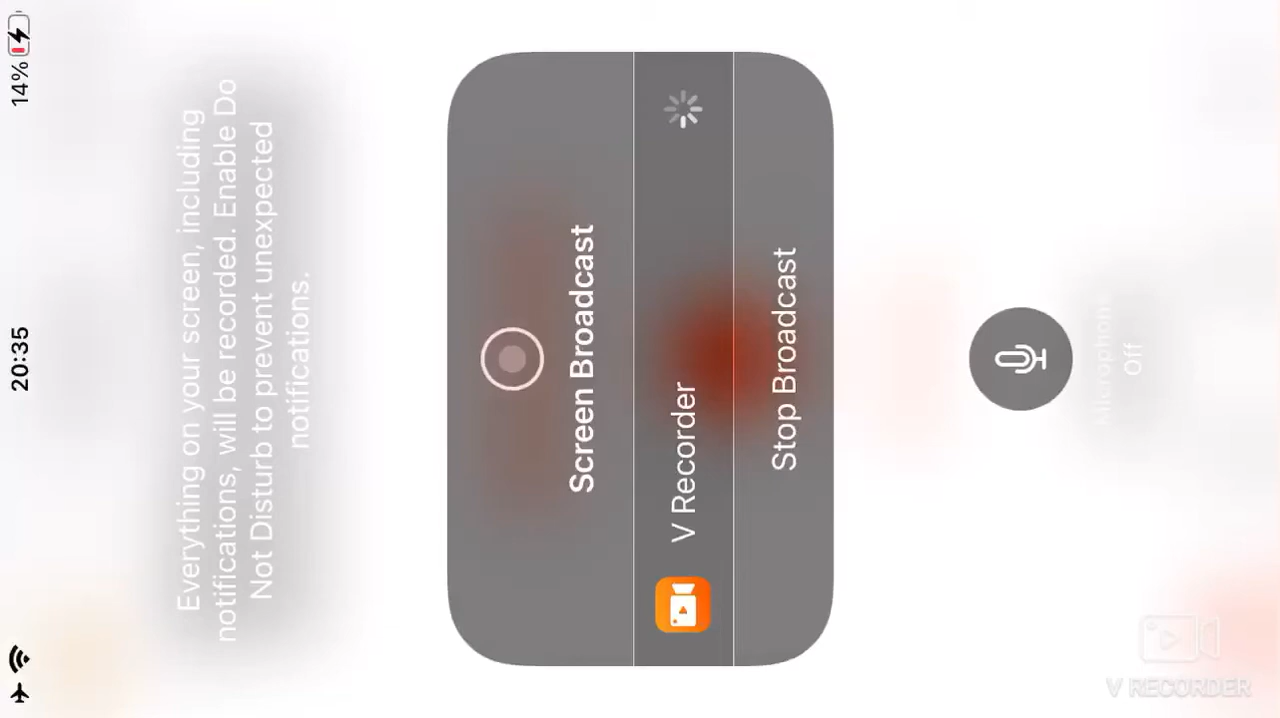 20:35
14%
Everything on your screen, including
notifications, will be recorded. Enable Do
Not Disturb to prevent unexpected
notifications.
Screen Broadcast
V Recorder
Stop Broadcast
Microphone
Off
V RECORDER